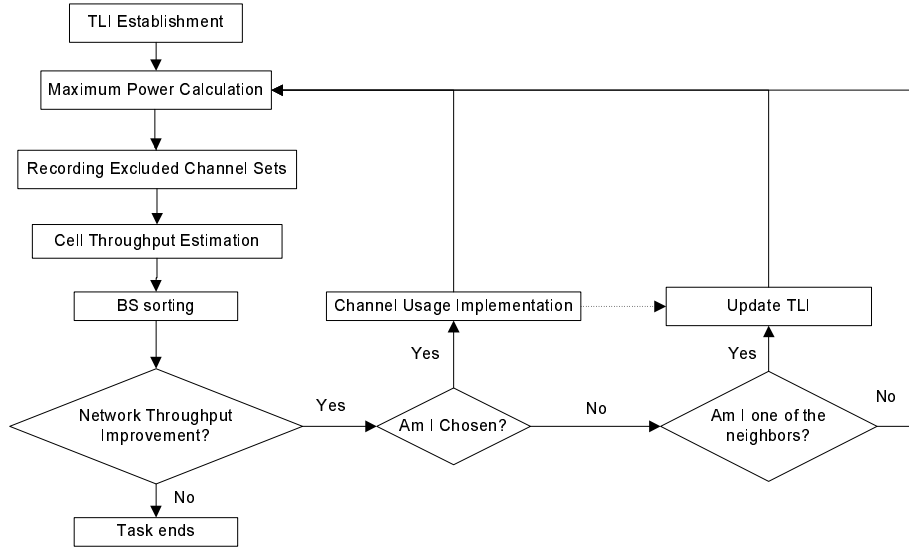 TLI Establishment
Maximum Power Calculation
Recording Excluded Channel Sets
Cell Throughput Estimation
BS sorting
Channel Usage Implementation
Update TLI
Yes
Yes
Network Throughput
Improvement?
Yes
Am I Chosen?
No
Am I one of the
neighbors?
No
No
Task ends